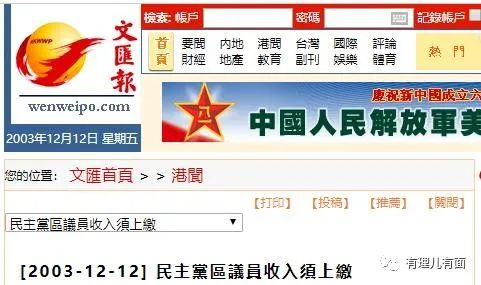 WWP
文匯報
wenweipo.com
2003年12月12日 星期五
檢索: 帳戶 密碼 記錄帳戶
首頁 要聞 內地 港聞 台灣 國際 評論
財經 地產 教育 副刊 娛樂 體育
熱門
慶祝新中國成立六
中國人民解放軍美
您的位置: 文匯首頁 > > 港聞
【打印】 【投稿】 【推薦】 【關閉】
民主黨區議員收入須上繳
[2003-12-12] 民主黨區議員收入須上繳
有理儿有面